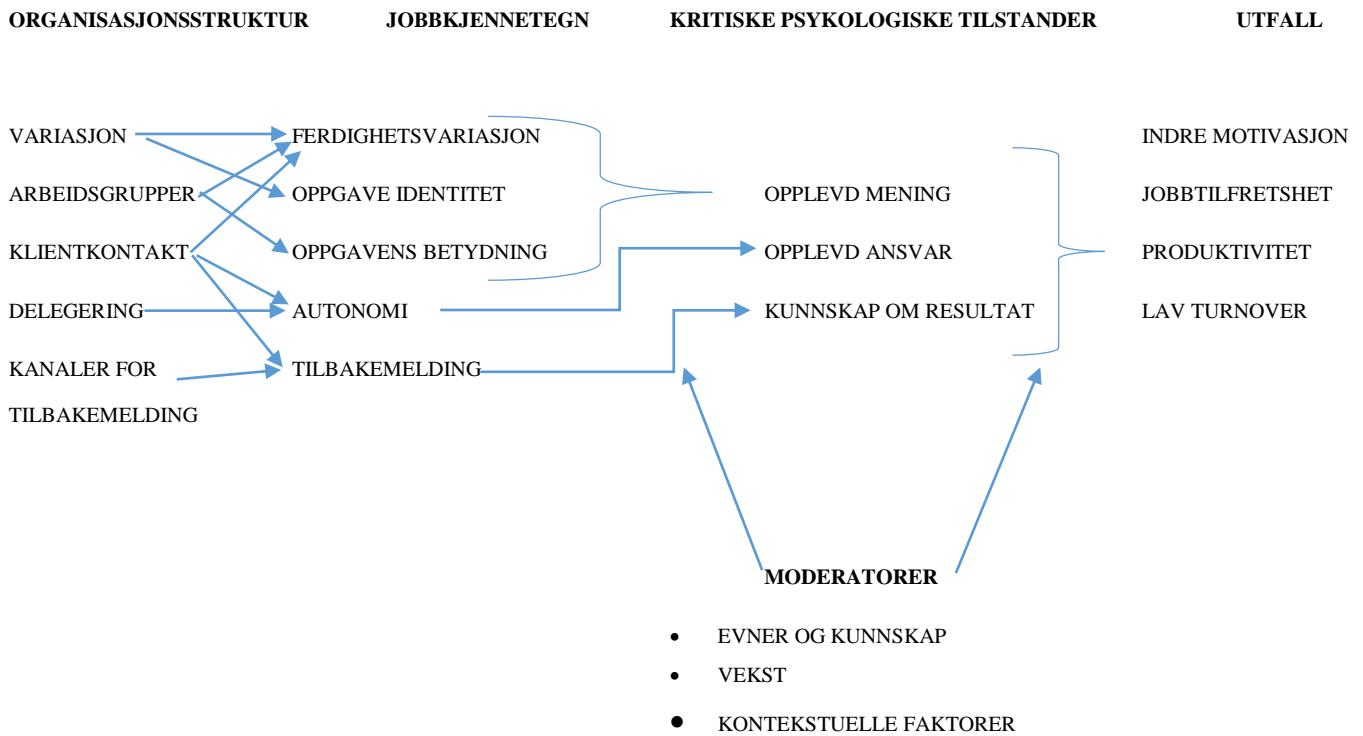 ORGANISASJONSSTRUKTUR JOBBKJENNETEGN KRITISKE PSYKOLOGISKE TILSTANDER UTFALL
VARIASJON FERDIGHETSVARIASJON INDRE MOTIVASJON
ARBEIDSGRUPPER OPPGAVE IDENTITET OPPLEVD MENING JOBBTILFRETSHET
KLIENTKONTAKT OPPGAVENS BETYDNING OPPLEVD ANSVAR PRODUKTIVITET
DELEGERING AUTONOMI KUNNSKAP OM RESULTAT LAV TURNOVER
KANALER FOR TILBAKEMELDING
TILBAKEMELDING
MODERATORER
• EVNER OG KUNNSKAP
• VEKST
• KONTEKSTUELLE FAKTORER